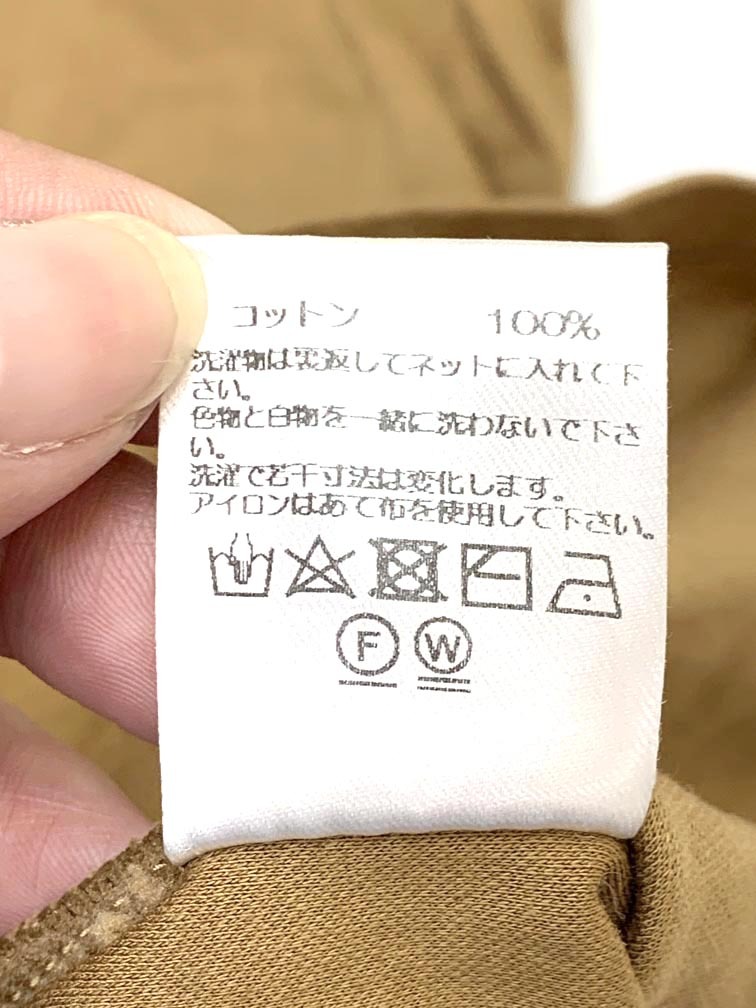 コットン 100%
洗濯物は裏返してネットに入れて下
さい。
色物と白物を一緒に洗わないで下さ
い。
洗濯で若干寸法は変化します。
アイロンはあて布を使用して下さい。
F W